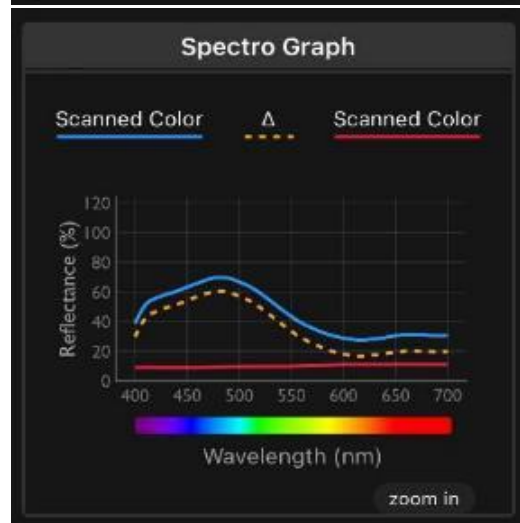 Spectro Graph
Scanned Color Δ Scanned Color
120
100
80
60
40
20
0
Reflectance (%)
400 450 500 550 600 650 700
Wavelength (nm)
zoom in